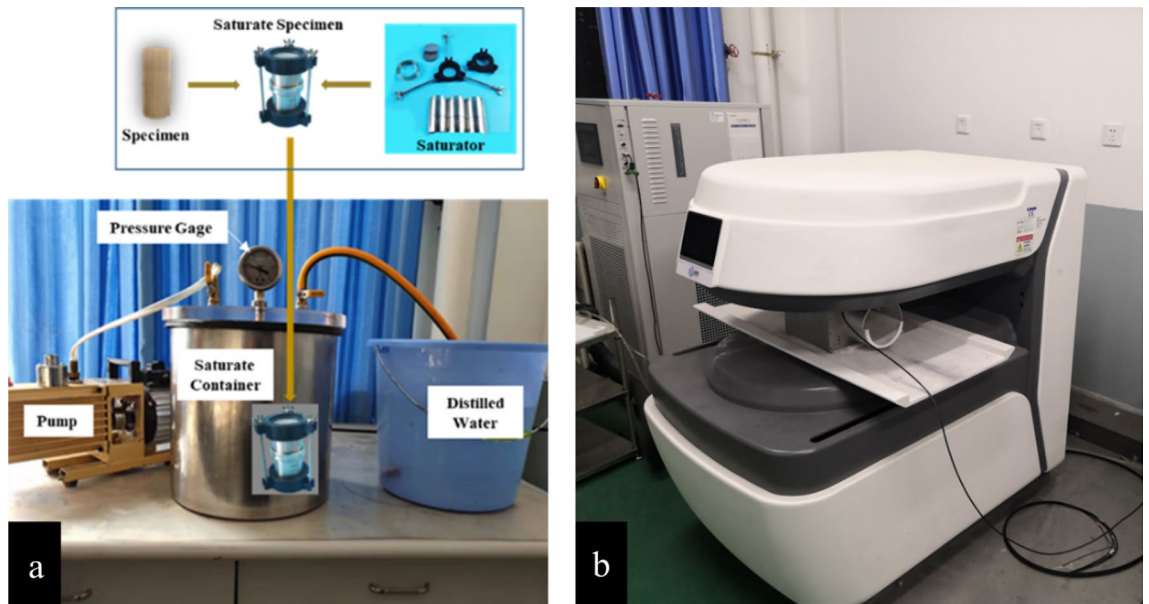 Saturate Specimen
Specimen
Saturator
Pressure Gage
Saturate
Container
Pump
Distilled
Water
a
b